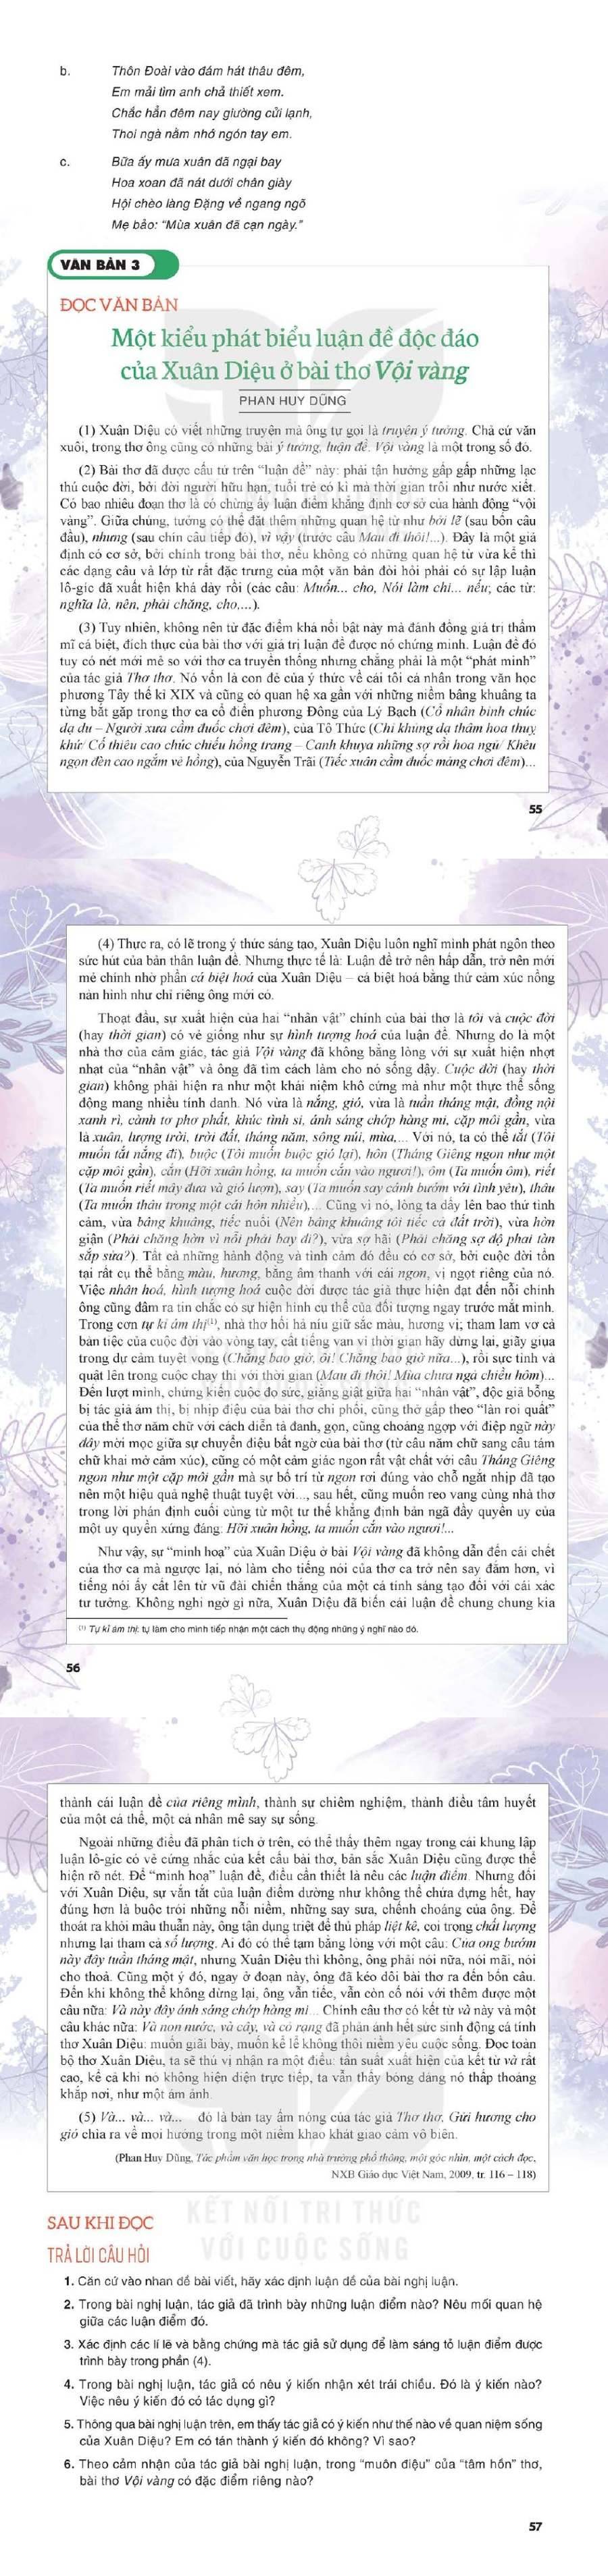 b.
Thôn Đoài vào đám hát thâu đêm,
Em mải tìm anh chả thiết xem.
Chắc hẳn đêm nay giường cửi lạnh,
Thoi ngà nằm nhớ ngón tay em.
c.
Bữa ấy mưa xuân đã ngại bay
Hoa xoan đã nát dưới chân giày
Hội chèo làng Đặng về ngang ngõ
Mẹ bảo: “Mùa xuân đã cạn ngày.”
VĂN BẢN 3
ĐỌC VĂN BẢN
Một kiểu phát biểu luận đề độc đáo
của Xuân Diệu ở bài thơ Vội vàng
PHAN HUY DŨNG
(1) Xuân Diệu có viết những truyện mà ông tự gọi là truyện ý tưởng. Chả cứ văn
xuôi, trong thơ ông cũng có những bài ý tưởng, luận đề. Vội vàng là một trong số đó.
(2) Bài thơ đã được cấu tứ trên “luận đề” này: phải tận hưởng gấp gấp những lạc
thú cuộc đời, bởi đời người hữu hạn, tuổi trẻ có kì mà thời gian trôi như nước xiết.
Có bao nhiêu đoạn thơ là có chừng ấy luận điểm khẳng định cơ sở của hành động “vội
vàng”. Giữa chúng, tưởng có thể đặt thêm những quan hệ từ như bởi lẽ (sau bốn câu
đầu), nhưng (sau chín câu tiếp đó), vì vậy (trước câu Mau đi thôi!...). Đây là một giả
định có cơ sở, bởi chính trong bài thơ, nếu không có những quan hệ từ vừa kể thì
các dạng câu và lớp từ rất đặc trưng của một văn bản đòi hỏi phải có sự lập luận
lô-gíc đã xuất hiện khá dày rồi (các câu: Muốn... cho, Nói làm chi... nếu; các từ:
nghĩa là, nên, phải chăng, cho,...).
(3) Tuy nhiên, không nên từ đặc điểm khá nổi bật này mà đánh đồng giá trị thẩm
mĩ cá biệt, đích thực của bài thơ với giá trị luận đề được nó chứng minh. Luận đề đó
tuy có nét mới mẻ so với thơ ca truyền thống nhưng chẳng phải là một “phát minh”
của tác giả Thơ thơ. Nó vốn là con đẻ của ý thức về cái tôi cá nhân trong văn học
phương Tây thế kỉ XIX và cũng có quan hệ xa gần với những niềm bâng khuâng ta
từng bắt gặp trong thơ ca cổ điển phương Đông của Lý Bạch (Cổ nhân bỉnh chúc
dạ du – Người xưa cầm đuốc chơi đêm), của Tô Thức (Chỉ khủng dạ thâm hoa thuỵ
khứ/ Cố thiêu cao chúc chiếu hồng trang – Canh khuya những sợ rồi hoa ngủ/ Khêu
ngọn đèn cao ngắm vẻ hồng), của Nguyễn Trãi (Tiếc xuân cầm đuốc mảng chơi đêm)...
55
(4) Thực ra, có lẽ trong ý thức sáng tạo, Xuân Diệu luôn nghĩ mình phát ngôn theo
sức hút của bản thân luận đề. Nhưng thực tế là: Luận đề trở nên hấp dẫn, trở nên mới
mẻ chính nhờ phần cá biệt hoá của Xuân Diệu – cá biệt hoá bằng thứ cảm xúc nồng
nàn hình như chỉ riêng ông mới có.
Thoạt đầu, sự xuất hiện của hai “nhân vật” chính của bài thơ là tôi và cuộc đời
(hay thời gian) có vẻ giống như sự hình tượng hoá của luận đề. Nhưng do là một
nhà thơ của cảm giác, tác giả Vội vàng đã không bằng lòng với sự xuất hiện nhợt
nhạt của “nhân vật” và ông đã tìm cách làm cho nó sống dậy. Cuộc đời (hay thời
gian) không phải hiện ra như một khái niệm khô cứng mà như một thực thể sống
động mang nhiều tính danh. Nó vừa là nắng, gió, vừa là tuần tháng mật, đồng nội
xanh rì, cành tơ phơ phất, khúc tình si, ánh sáng chớp hàng mi, cặp môi gần, vừa
là xuân, lượng trời, trời đất, tháng năm, sông núi, mùa,... Với nó, ta có thể tắt (Tôi
muốn tắt nắng đi), buộc (Tôi muốn buộc gió lại), hôn (Tháng Giêng ngon như một
cặp môi gần), cắn (Hỡi xuân hồng, ta muốn cắn vào ngươi!), ôm (Ta muốn ôm), riết
(Ta muốn riết mây đưa và gió lượn), say (Ta muốn say cánh bướm với tình yêu), thâu
(Ta muốn thâu trong một cái hôn nhiều),... Cũng vì nó, lòng ta dấy lên bao thứ tình
cảm, vừa bâng khuâng, tiếc nuối (Nên bâng khuâng tôi tiếc cả đất trời), vừa hờn
giận (Phải chăng hờn vì nỗi phải bay đi?), vừa sợ hãi (Phải chăng sợ độ phai tàn
sắp sửa?). Tất cả những hành động và tình cảm đó đều có cơ sở, bởi cuộc đời tồn
tại rất cụ thể bằng màu, hương, bằng âm thanh với cái ngon, vị ngọt riêng của nó.
Việc nhân hoá, hình tượng hoá cuộc đời được tác giả thực hiện đạt đến nỗi chính
ông cũng đâm ra tin chắc có sự hiện hình cụ thể của đối tượng ngay trước mắt mình.
Trong cơn tự kỉ ám thị(1), nhà thơ hối hả níu giữ sắc màu, hương vị; tham lam vơ cả
bàn tiệc của cuộc đời vào vòng tay, cất tiếng van vỉ thời gian hãy dừng lại, giãy giụa
trong dự cảm tuyệt vọng (Chẳng bao giờ, ôi! Chẳng bao giờ nữa...), rồi sực tỉnh và
quất lên trong cuộc chạy thi với thời gian (Mau đi thôi! Mùa chưa ngả chiều hôm)...
Đến lượt mình, chứng kiến cuộc đọ sức, giằng giật giữa hai “nhân vật”, độc giả bỗng
bị tác giả ám thị, bị nhịp điệu của bài thơ chi phối, cũng thở gấp theo “làn roi quất”
của thể thơ năm chữ với cách diễn tả đanh, gọn, cũng choáng ngợp với điệp ngữ này
đây mời mọc giữa sự chuyển điệu bất ngờ của bài thơ (từ câu năm chữ sang câu tám
chữ khai mở cảm xúc), cũng có một cảm giác ngon rất vật chất với câu Tháng Giêng
ngon như một cặp môi gần mà sự bố trí từ ngon rơi đúng vào chỗ ngắt nhịp đã tạo
nên một hiệu quả nghệ thuật tuyệt vời..., sau hết, cũng muốn reo vang cùng nhà thơ
trong lời phán định cuối cùng từ một tư thế khẳng định bản ngã đầy quyền uy của
một uy quyền xứng đáng: Hỡi xuân hồng, ta muốn cắn vào ngươi!...
Như vậy, sự “minh hoạ” của Xuân Diệu ở bài Vội vàng đã không dẫn đến cái chết
của thơ ca mà ngược lại, nó làm cho tiếng nói của thơ ca trở nên say đắm hơn, vì
tiếng nói ấy cất lên từ vũ đài chiến thắng của một cá tính sáng tạo đối với cái xác
tư tưởng. Không nghi ngờ gì nữa, Xuân Diệu đã biến cái luận đề chung chung kia
(1) Tự kỉ ám thị: tự làm cho mình tiếp nhận một cách thụ động những ý nghĩ nào đó.
56
thành cái luận đề của riêng mình, thành sự chiêm nghiệm, thành điều tâm huyết
của một cá thể, một cá nhân mê say sự sống.
Ngoài những điều đã phân tích ở trên, có thể thấy thêm ngay trong cái khung lập
luận lô-gíc có vẻ cứng nhắc của kết cấu bài thơ, bản sắc Xuân Diệu cũng được thể
hiện rõ nét. Để “minh hoạ” luận đề, điều cần thiết là nêu các luận điểm. Nhưng đối
với Xuân Diệu, sự vắn tắt của luận điểm dường như không thể chứa đựng hết, hay
đúng hơn là buộc trói những nỗi niềm, những say sưa, chếnh choáng của ông. Để
thoát ra khỏi mâu thuẫn này, ông tận dụng triệt để thủ pháp liệt kê, coi trọng chất lượng
nhưng lại tham cả số lượng. Ai đó có thể tạm bằng lòng với một câu: Của ong bướm
này đây tuần tháng mật, nhưng Xuân Diệu thì không, ông phải nói nữa, nói mãi, nói
cho thoả. Cũng một ý đó, ngay ở đoạn này, ông đã kéo dôi bài thơ ra đến bốn câu.
Đến khi không thể không dừng lại, ông vẫn tiếc, vẫn còn cố nói với thêm được một
câu nữa: Và này đây ánh sáng chớp hàng mi... Chính câu thơ có kết từ và này và một
câu khác nữa: Và non nước, và cây, và cỏ rạng đã phản ánh hết sức sinh động cá tính
thơ Xuân Diệu: muốn giãi bày, muốn kể lể không thôi niềm yêu cuộc sống. Đọc toàn
bộ thơ Xuân Diệu, ta sẽ thú vị nhận ra một điều: tần suất xuất hiện của kết từ và rất
cao, kể cả khi nó không hiện diện trực tiếp, ta vẫn thấy bóng dáng nó thấp thoáng
khắp nơi, như một ám ảnh.
(5) Và... và... và... đó là bàn tay ấm nóng của tác giả Thơ thơ, Gửi hương cho
gió chìa ra về mọi hướng trong một niềm khao khát giao cảm vô biên.
(Phan Huy Dũng, Tác phẩm văn học trong nhà trường phổ thông, một góc nhìn, một cách đọc,
NXB Giáo dục Việt Nam, 2009, tr. 116 – 118)
KẾT NỐI TRI THỨC
VỚI CUỘC SỐNG
SAU KHI ĐỌC
TRẢ LỜI CÂU HỎI
1. Căn cứ vào nhan đề bài viết, hãy xác định luận đề của bài nghị luận.
2. Trong bài nghị luận, tác giả đã trình bày những luận điểm nào? Nêu mối quan hệ
giữa các luận điểm đó.
3. Xác định các lí lẽ và bằng chứng mà tác giả sử dụng để làm sáng tỏ luận điểm được
trình bày trong phần (4).
4. Trong bài nghị luận, tác giả có nêu ý kiến nhận xét trái chiều. Đó là ý kiến nào?
Việc nêu ý kiến đó có tác dụng gì?
5. Thông qua bài nghị luận trên, em thấy tác giả có ý kiến như thế nào về quan niệm sống
của Xuân Diệu? Em có tán thành ý kiến đó không? Vì sao?
6. Theo cảm nhận của tác giả bài nghị luận, trong “muôn điệu” của “tâm hồn” thơ,
bài thơ Vội vàng có đặc điểm riêng nào?
57